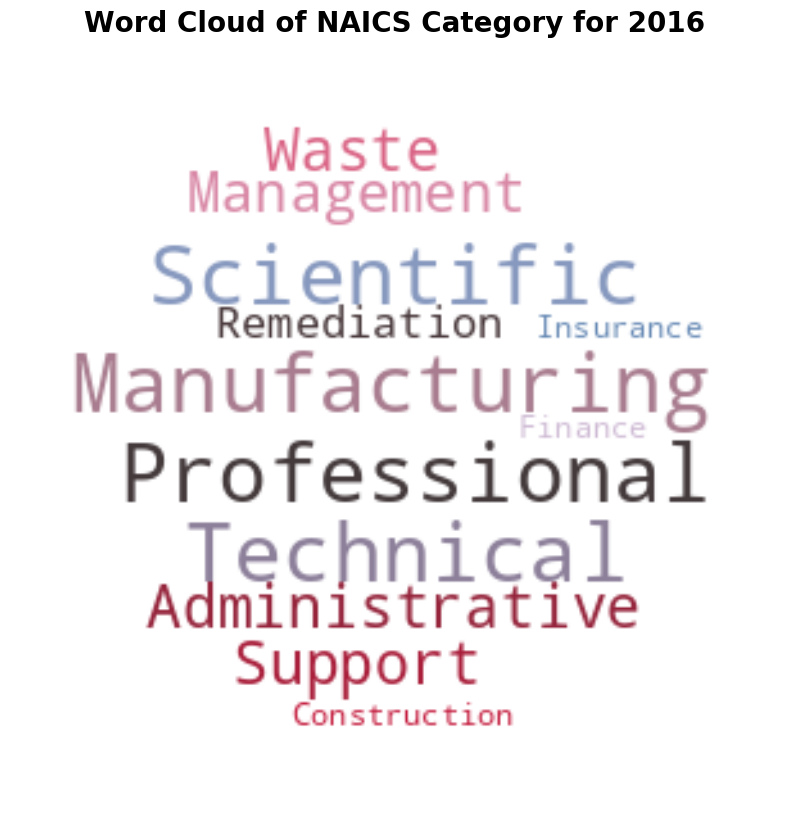 Word Cloud of NAICS Category for 2016
Waste
Management
Scientific
Remediation Insurance
Manufacturing
Finance
Professional
Technical
Administrative
Support
Construction